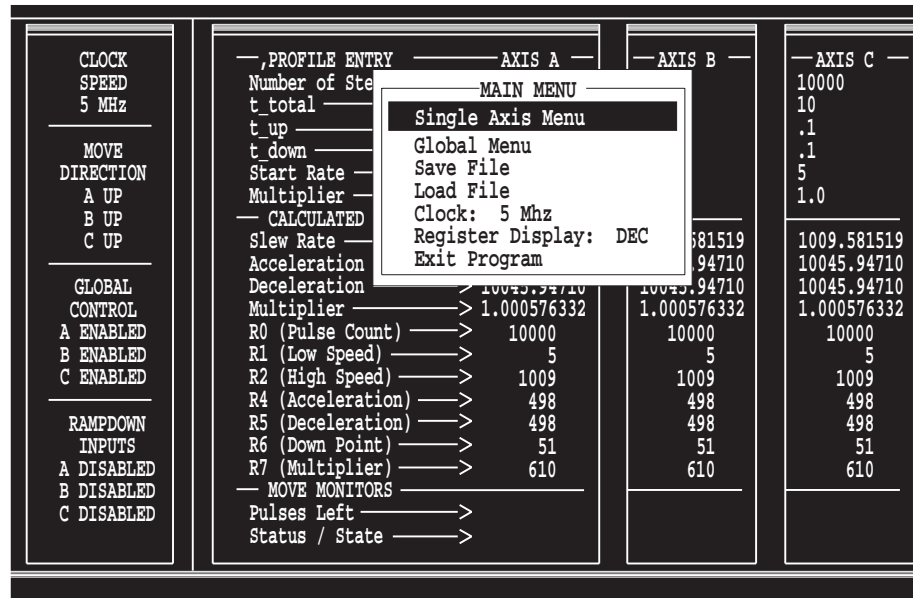 CLOCK
SPEED
5 MHz
MOVE
DIRECTION
A UP
B UP
C UP
GLOBAL
CONTROL
A ENABLED
B ENABLED
C ENABLED
RAMPDOWN
INPUTS
A DISABLED
B DISABLED
C DISABLED
,PROFILE ENTRY AXIS A
Number of Ste
t_total
t_up
t_down
Start Rate
Multiplier
CALCULATED
Slew Rate
Acceleration
Deceleration > 10045.94710
Multiplier > 1.000576332
R0 (Pulse Count) > 10000
R1 (Low Speed) > 5
R2 (High Speed) > 1009
R4 (Acceleration) > 498
R5 (Deceleration) > 498
R6 (Down Point) > 51
R7 (Multiplier) > 610
MOVE MONITORS
Pulses Left >
Status / State >
MAIN MENU
Single Axis Menu
Global Menu
Save File
Load File
Clock: 5 Mhz
Register Display: DEC
Exit Program
AXIS B
581519
.94710
10045.94710
1.000576332
10000
5
1009
498
498
51
610
AXIS C
10000
10
.1
.1
5
1.0
1009.581519
10045.94710
10045.94710
1.000576332
10000
5
1009
498
498
51
610